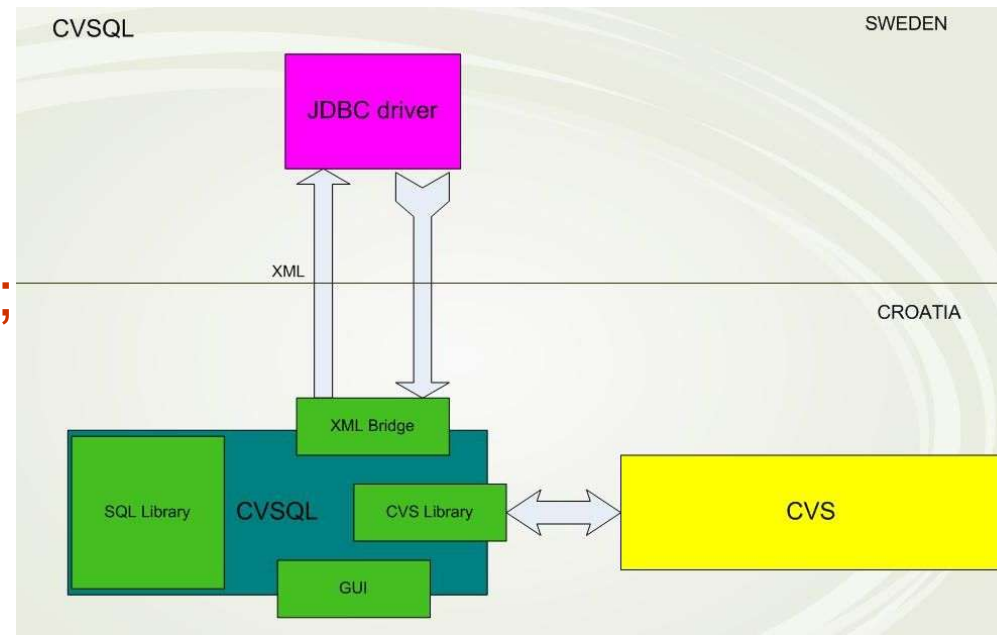 CVSQL
SWEDEN
JDBC driver
XML
;
CROATIA
XML Bridge
SQL Library
CVSQL
CVS Library
CVS
GUI